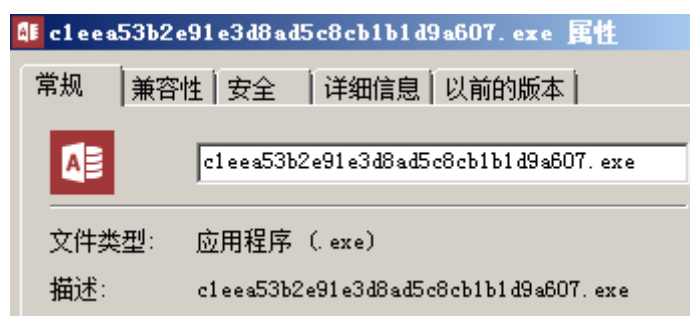 c1eea53b2e91e3d8ad5c8cb1b1d9a607.exe 属性
常规 兼容性 安全 详细信息 以前的版本
A
c1eea53b2e91e3d8ad5c8cb1b1d9a607.exe
文件类型: 应用程序 (.exe)
描述: c1eea53b2e91e3d8ad5c8cb1b1d9a607.exe